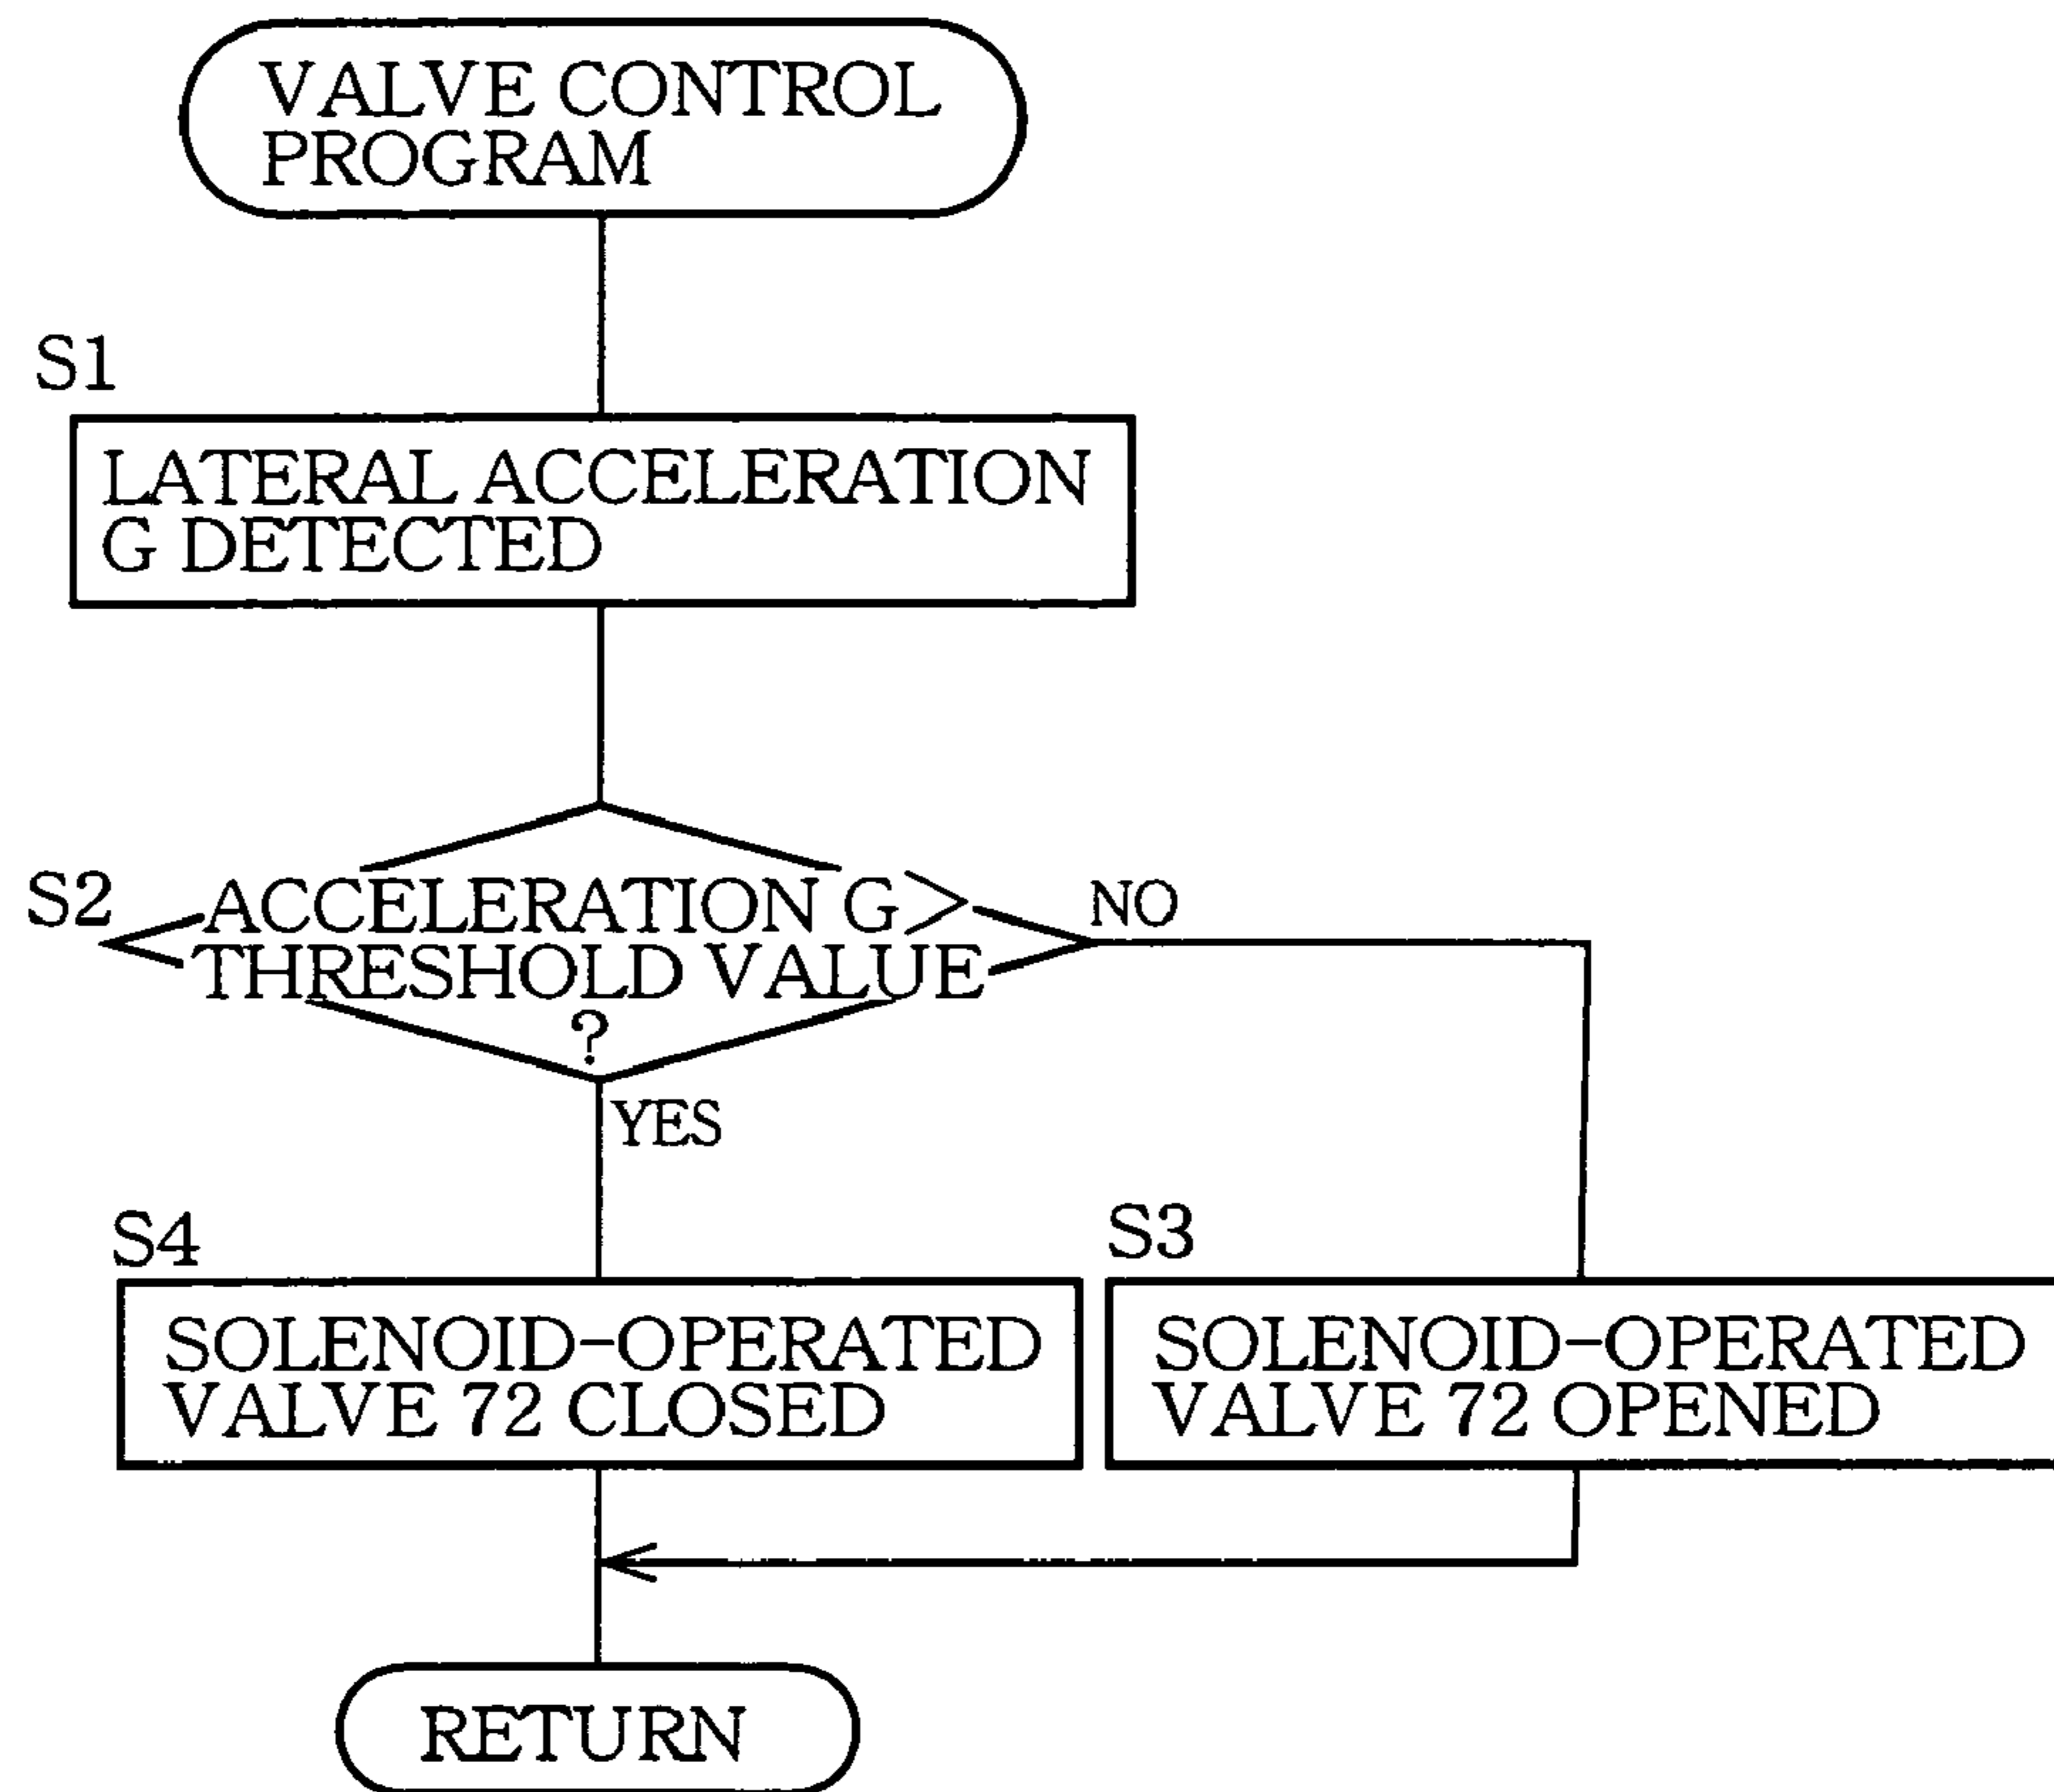 VALVE CONTROL
PROGRAM
S1
LATERAL ACCELERATION
G DETECTED
S2
ACCELERATION G>
THRESHOLD VALUE
?
NO
YES
S4
SOLENOID-OPERATED
VALVE 72 CLOSED
S3
SOLENOID-OPERATED
VALVE 72 OPENED
RETURN